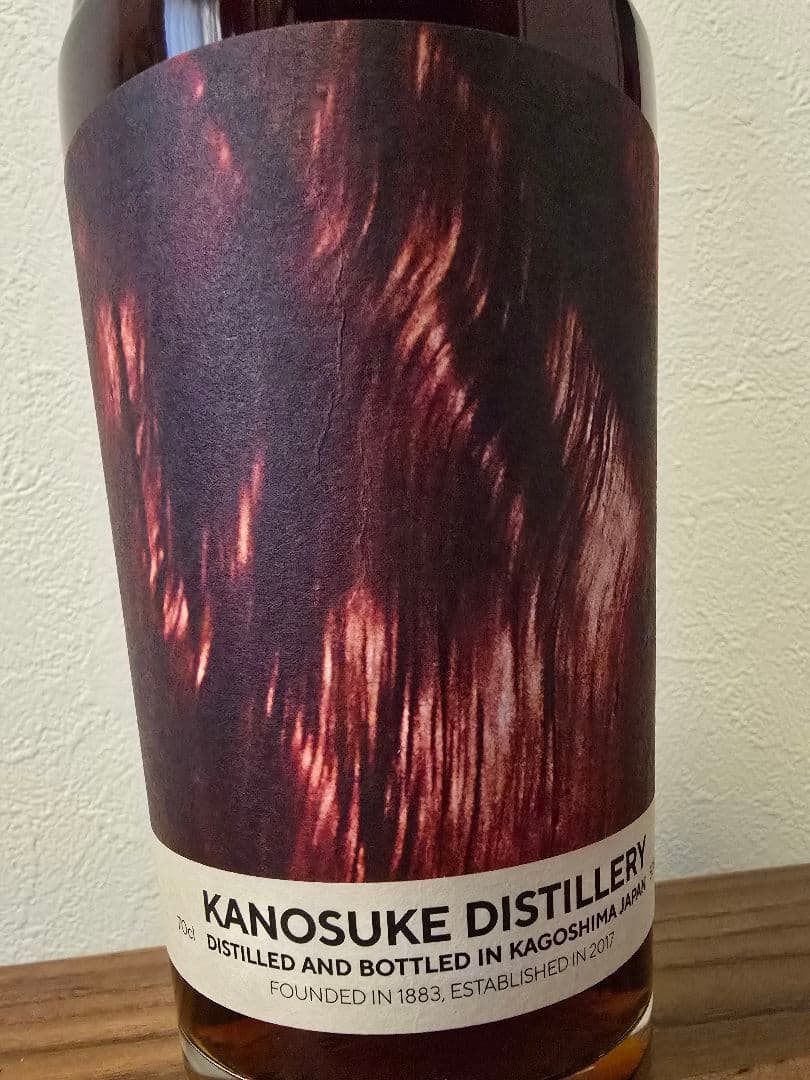 KANOSUKE DISTILLERY
70cl
DISTILLED AND BOTTLED IN KAGOSHIMA JAPAN
FOUNDED IN 1883, ESTABLISHED IN 2017